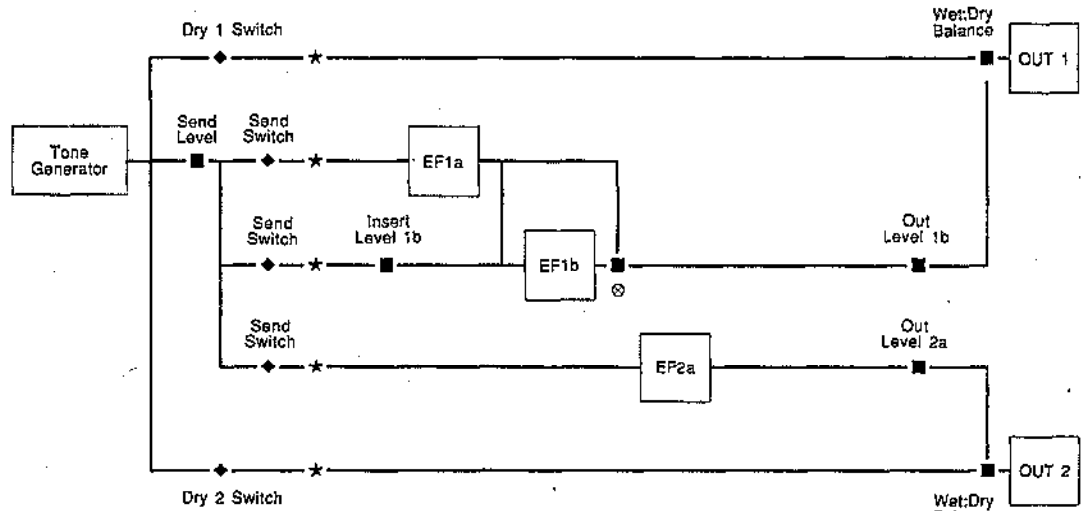 Dry 1 Switch
Wet:Dry
Balance
OUT 1
Send
Level
Send
Switch
Tone
Generator
EF1a
Send
Switch
Insert
Level 1b
EF1b
Out
Level 1b
Send
Switch
EF2a
Out
Level 2a
Dry 2 Switch
OUT 2
Wet:Dry